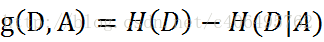 g(D, A) = H(D) − H(D|A)